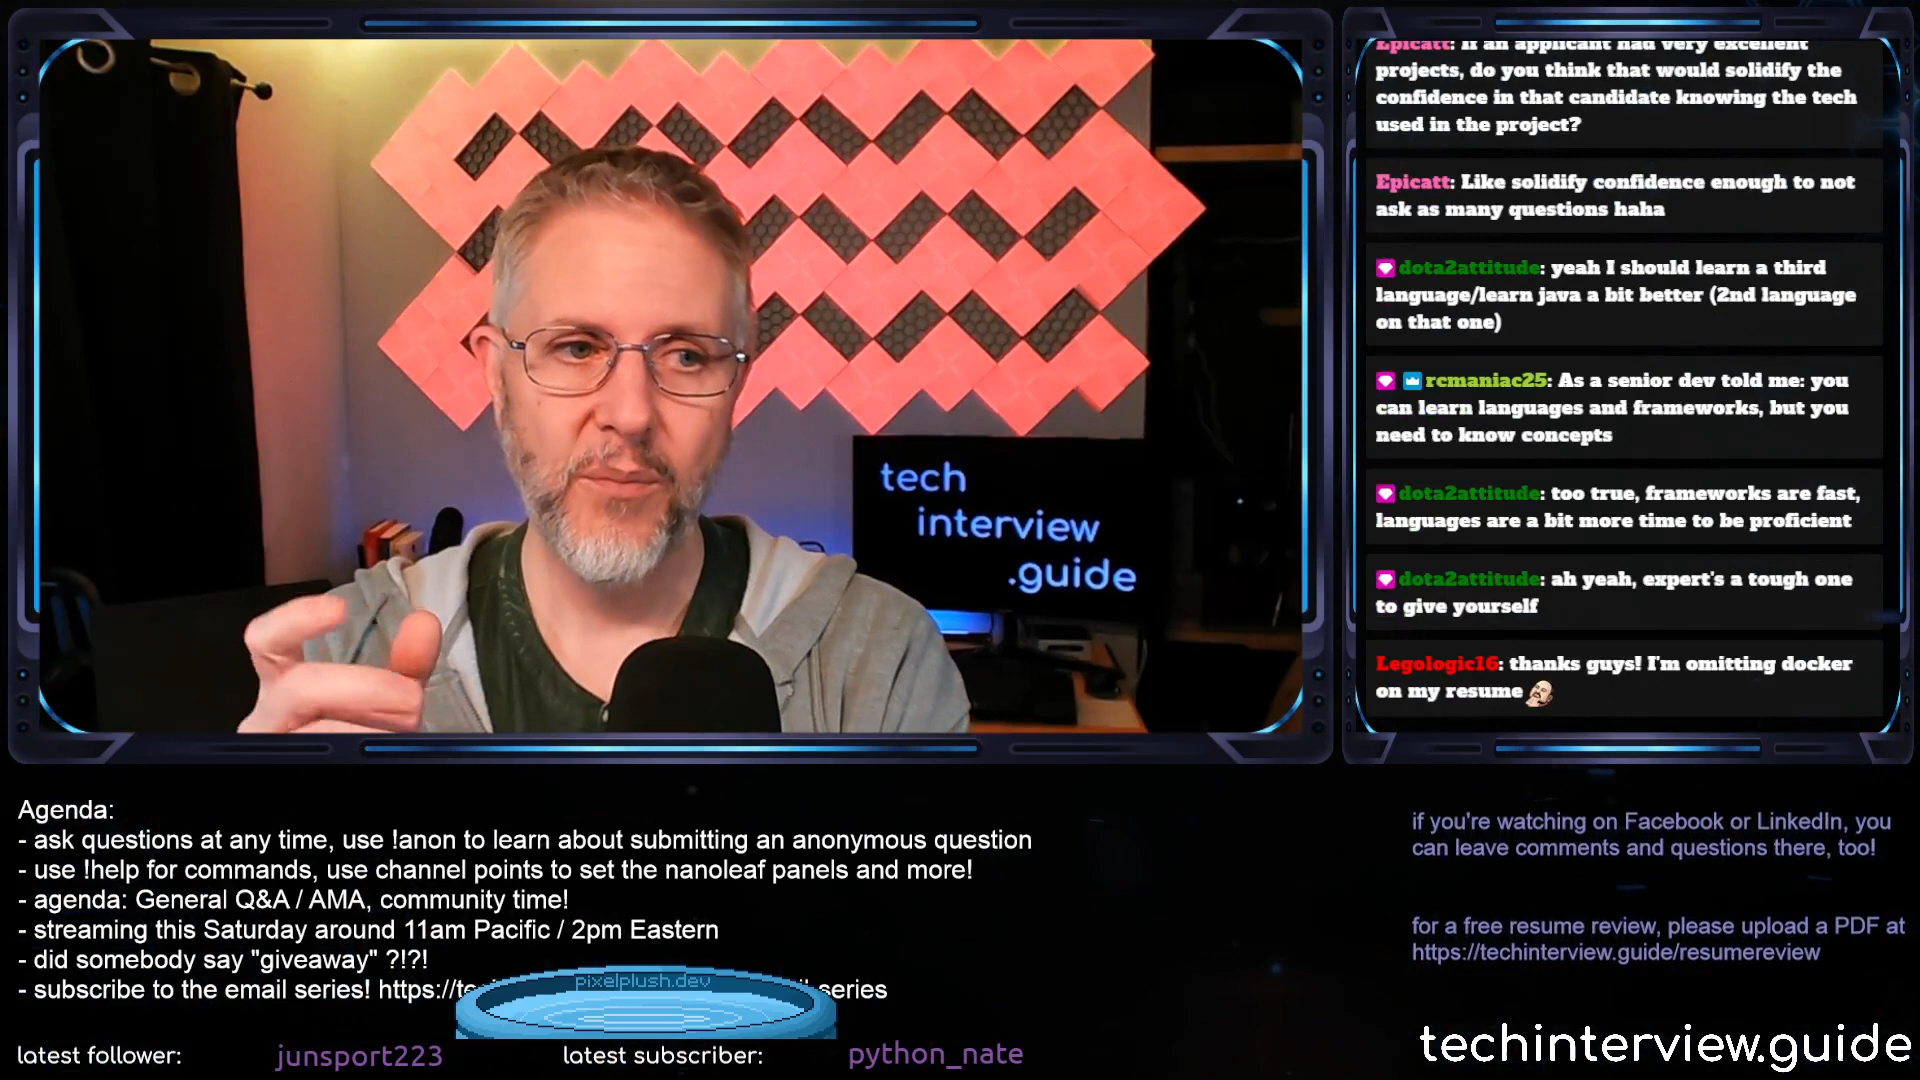 tech
interview
.guide
Epicatt: If an applicant had very excellent
projects, do you think that would solidify the
confidence in that candidate knowing the tech
used in the project?
Epicatt: Like solidify confidence enough to not
ask as many questions haha
dota2attitude: yeah I should learn a third
language/learn java a bit better (2nd language
on that one)
rcmaniac25: As a senior dev told me: you
can learn languages and frameworks, but you
need to know concepts
dota2attitude: too true, frameworks are fast,
languages are a bit more time to be proficient
dota2attitude: ah yeah, expert's a tough one
to give yourself
Legologic16: thanks guys! I'm omitting docker
on my resume
Agenda:
- ask questions at any time, use !anon to learn about submitting an anonymous question
- use !help for commands, use channel points to set the nanoleaf panels and more!
- agenda: General Q&A / AMA, community time!
- streaming this Saturday around 11am Pacific / 2pm Eastern
- did somebody say "giveaway" ?!?!
- subscribe to the email series! https://te
series
pixelplush.dev
latest follower: junsport223
latest subscriber: python_nate
if you're watching on Facebook or LinkedIn, you
can leave comments and questions there, too!
for a free resume review, please upload a PDF at
https://techinterview.guide/resumereview
techinterview.guide